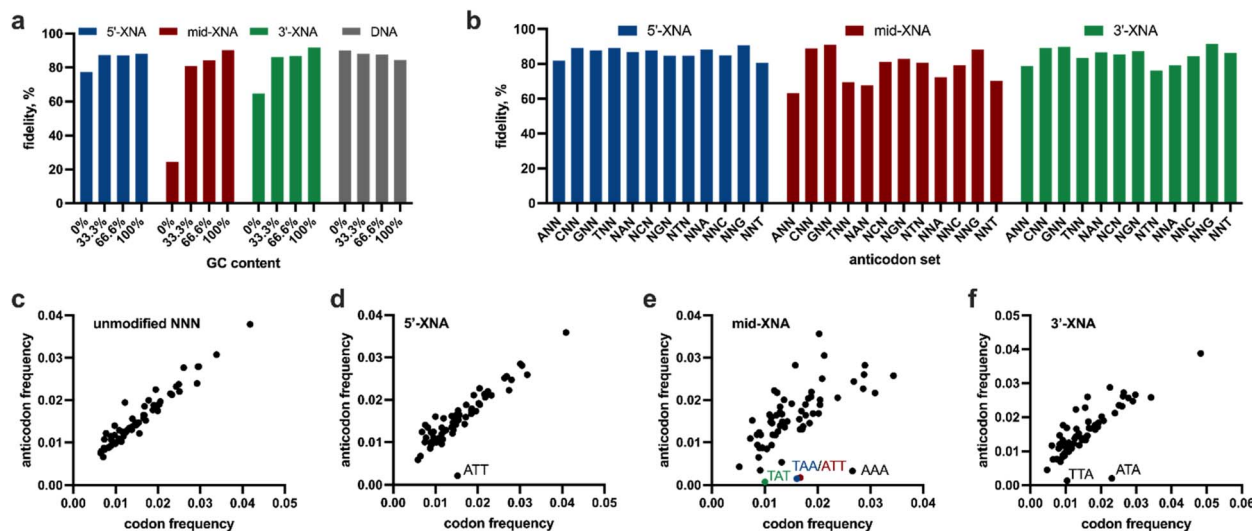 a
5'-XNA mid-XNA 3'-XNA DNA
fidelity, %
100
80
60
40
20
0
0% 33.3% 66.6% 100% 0% 33.3% 66.6% 100% 0% 33.3% 66.6% 100% 0% 33.3% 66.6% 100%
GC content
b
5'-XNA mid-XNA 3'-XNA
fidelity, %
100
80
60
40
20
0
ANN CNN GNN TNN NAN NCN NGN NTN NNA NNC NNG NNT ANN CNN GNN TNN NAN NCN NGN NTN NNA NNC NNG NNT ANN CNN GNN TNN NAN NCN NGN NTN NNA NNC NNG NNT
anticodon set
c
unmodified NNN
anticodon frequency
0.04
0.03
0.02
0.01
0.00
0.00 0.01 0.02 0.03 0.04 0.05
codon frequency
d
5’-XNA
anticodon frequency
0.04
0.03
0.02
0.01
0.00
ATT
0.00 0.01 0.02 0.03 0.04 0.05
codon frequency
e
mid-XNA
anticodon frequency
0.04
0.03
0.02
0.01
0.00
TAT TAA/ATT AAA
0.00 0.01 0.02 0.03 0.04
codon frequency
f
3’-XNA
anticodon frequency
0.05
0.04
0.03
0.02
0.01
0.00
TTA ATA
0.00 0.01 0.02 0.03 0.04 0.05 0.06
codon frequency